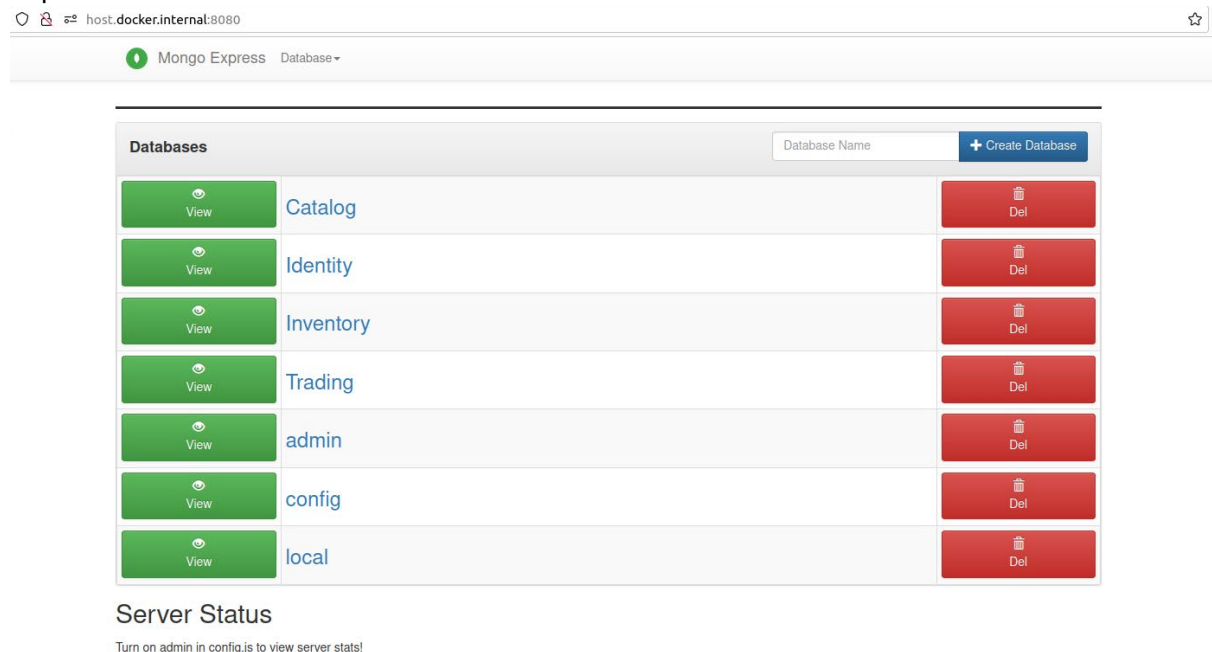 host.docker.internal:8080
Mongo Express Database
Databases Database Name Create Database
View Catalog Del
View Identity Del
View Inventory Del
View Trading Del
View admin Del
View config Del
View local Del
Server Status
Turn on admin in config.js to view server stats!